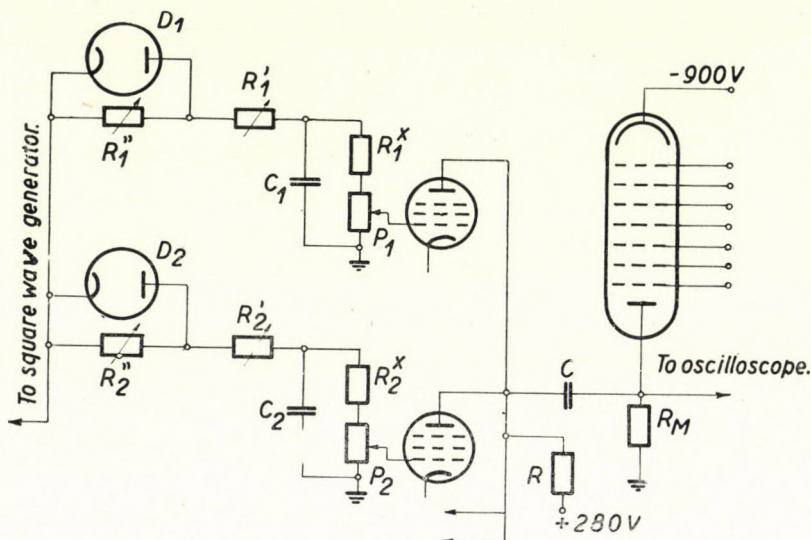 D1
R1"
R1'
C1
R1x
P1
-900V
To square wave generator.
D2
R2"
R2'
C2
R2x
P2
C
To oscilloscope.
RM
R
+280V